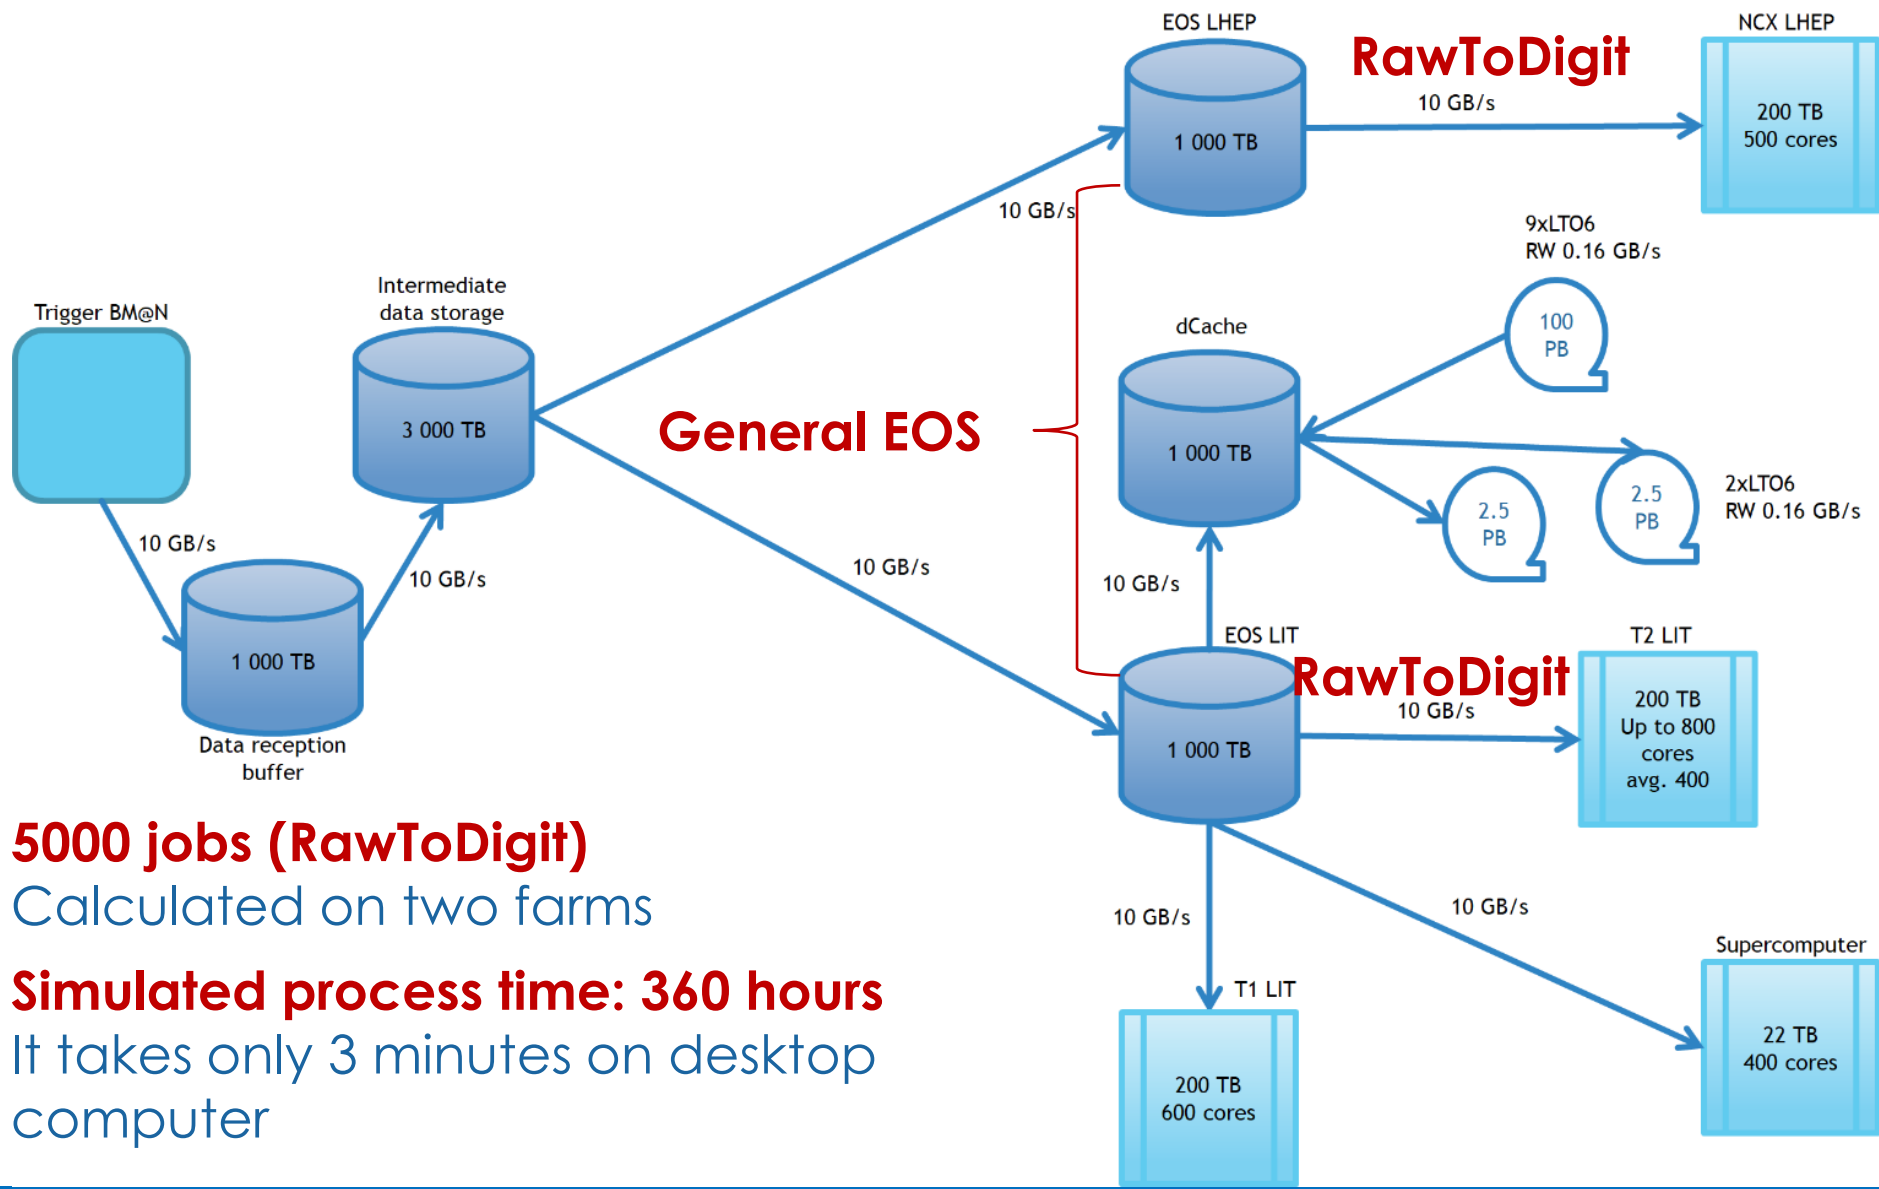 EOS LHEP
NCX LHEP
RawToDigit
10 GB/s
1 000 TB
200 TB
500 cores
10 GB/s
9xLTO6
RW 0.16 GB/s
100
PB
Intermediate
data storage
Trigger BM@N
dCache
3 000 TB
General EOS
1 000 TB
2.5
PB
2.5
PB
2xLTO6
RW 0.16 GB/s
10 GB/s
10 GB/s
10 GB/s
10 GB/s
1 000 TB
Data reception
buffer
EOS LIT
T2 LIT
RawToDigit
10 GB/s
1 000 TB
200 TB
Up to 800
cores
avg. 400
5000 jobs (RawToDigit)
Calculated on two farms
Simulated process time: 360 hours
It takes only 3 minutes on desktop
computer
10 GB/s
10 GB/s
Supercomputer
T1 LIT
22 TB
400 cores
200 TB
600 cores